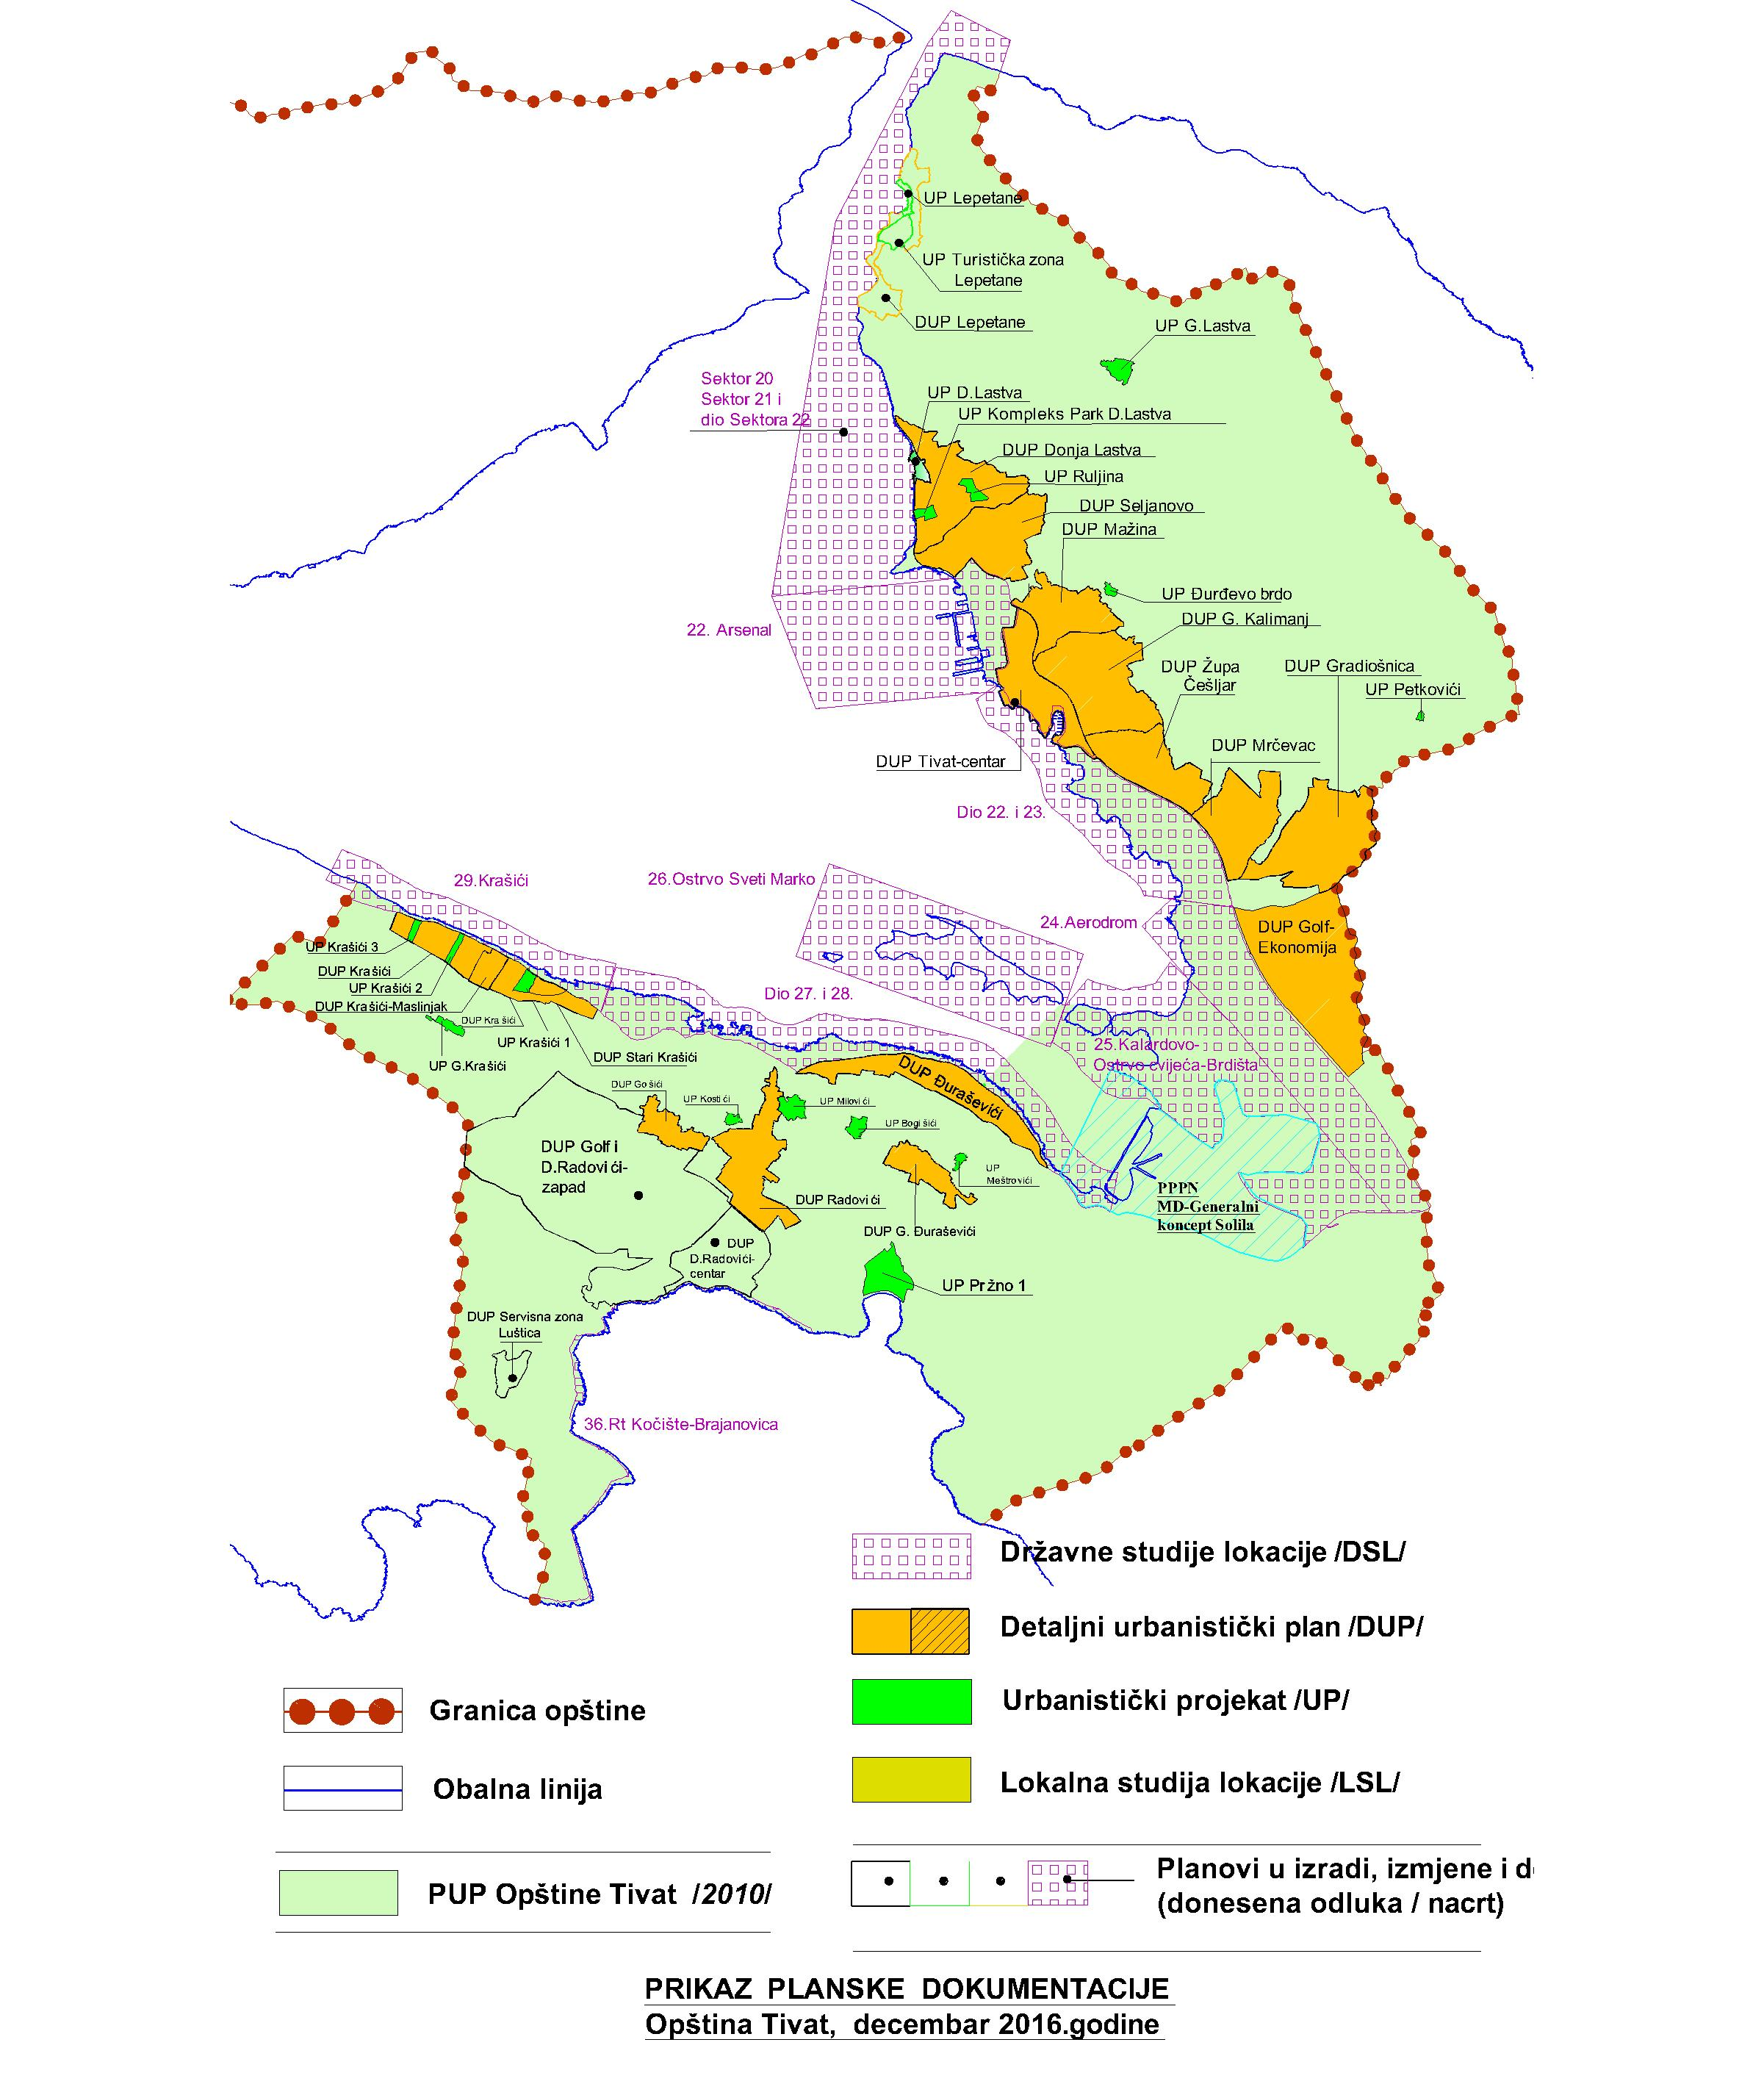 UP Lepetane
UP Turistička zona
Lepetane
DUP Lepetane
UP G.Lastva
Sektor 20
Sektor 21 i
dio Sektora 22
UP D.Lastva
UP Kompleks Park D.Lastva
DUP Donja Lastva
UP Ruljina
DUP Seljanovo
DUP Mažina
UP Đurđevo brdo
DUP G. Kalimanj
22. Arsenal
DUP Župa
Češljar
DUP Gradiošnica
UP Petkovići
DUP Mrčevac
DUP Tivat-centar
Dio 22. i 23.
29.Krašići
26.Ostrvo Sveti Marko
24.Aerodrom
DUP Golf-
Ekonomija
UP Krašići 3
DUP Krašići
UP Krašići 2
DUP Krašići-Maslinjak
DUP Krašići
UP Krašići 1
UP G.Krašići
DUP Stari Krašići
Dio 27. i 28.
25.Kalardovo-
Ostrvo cvijeća-Brdišta
DUP Đuraševići
DUP Gošići
UP Kostići
UP Milovići
UP Bogišići
UP
Meštrovići
DUP Golf i
D.Radovići-
zapad
DUP Radovići
DUP G. Đuraševići
PPPN
MD-Generalni
koncept Solila
DUP
D.Radovići-
centar
UP Pržno 1
DUP Servisna zona
Luštica
36.Rt Kočište-Brajanovica
Državne studije lokacije /DSL/
Detaljni urbanistički plan /DUP/
Urbanistički projekat /UP/
Lokalna studija lokacije /LSL/
Granica opštine
Obalna linija
PUP Opštine Tivat /2010/
Planovi u izradi, izmjene i d
(donesena odluka / nacrt)
PRIKAZ PLANSKE DOKUMENTACIJE
Opština Tivat, decembar 2016.godine